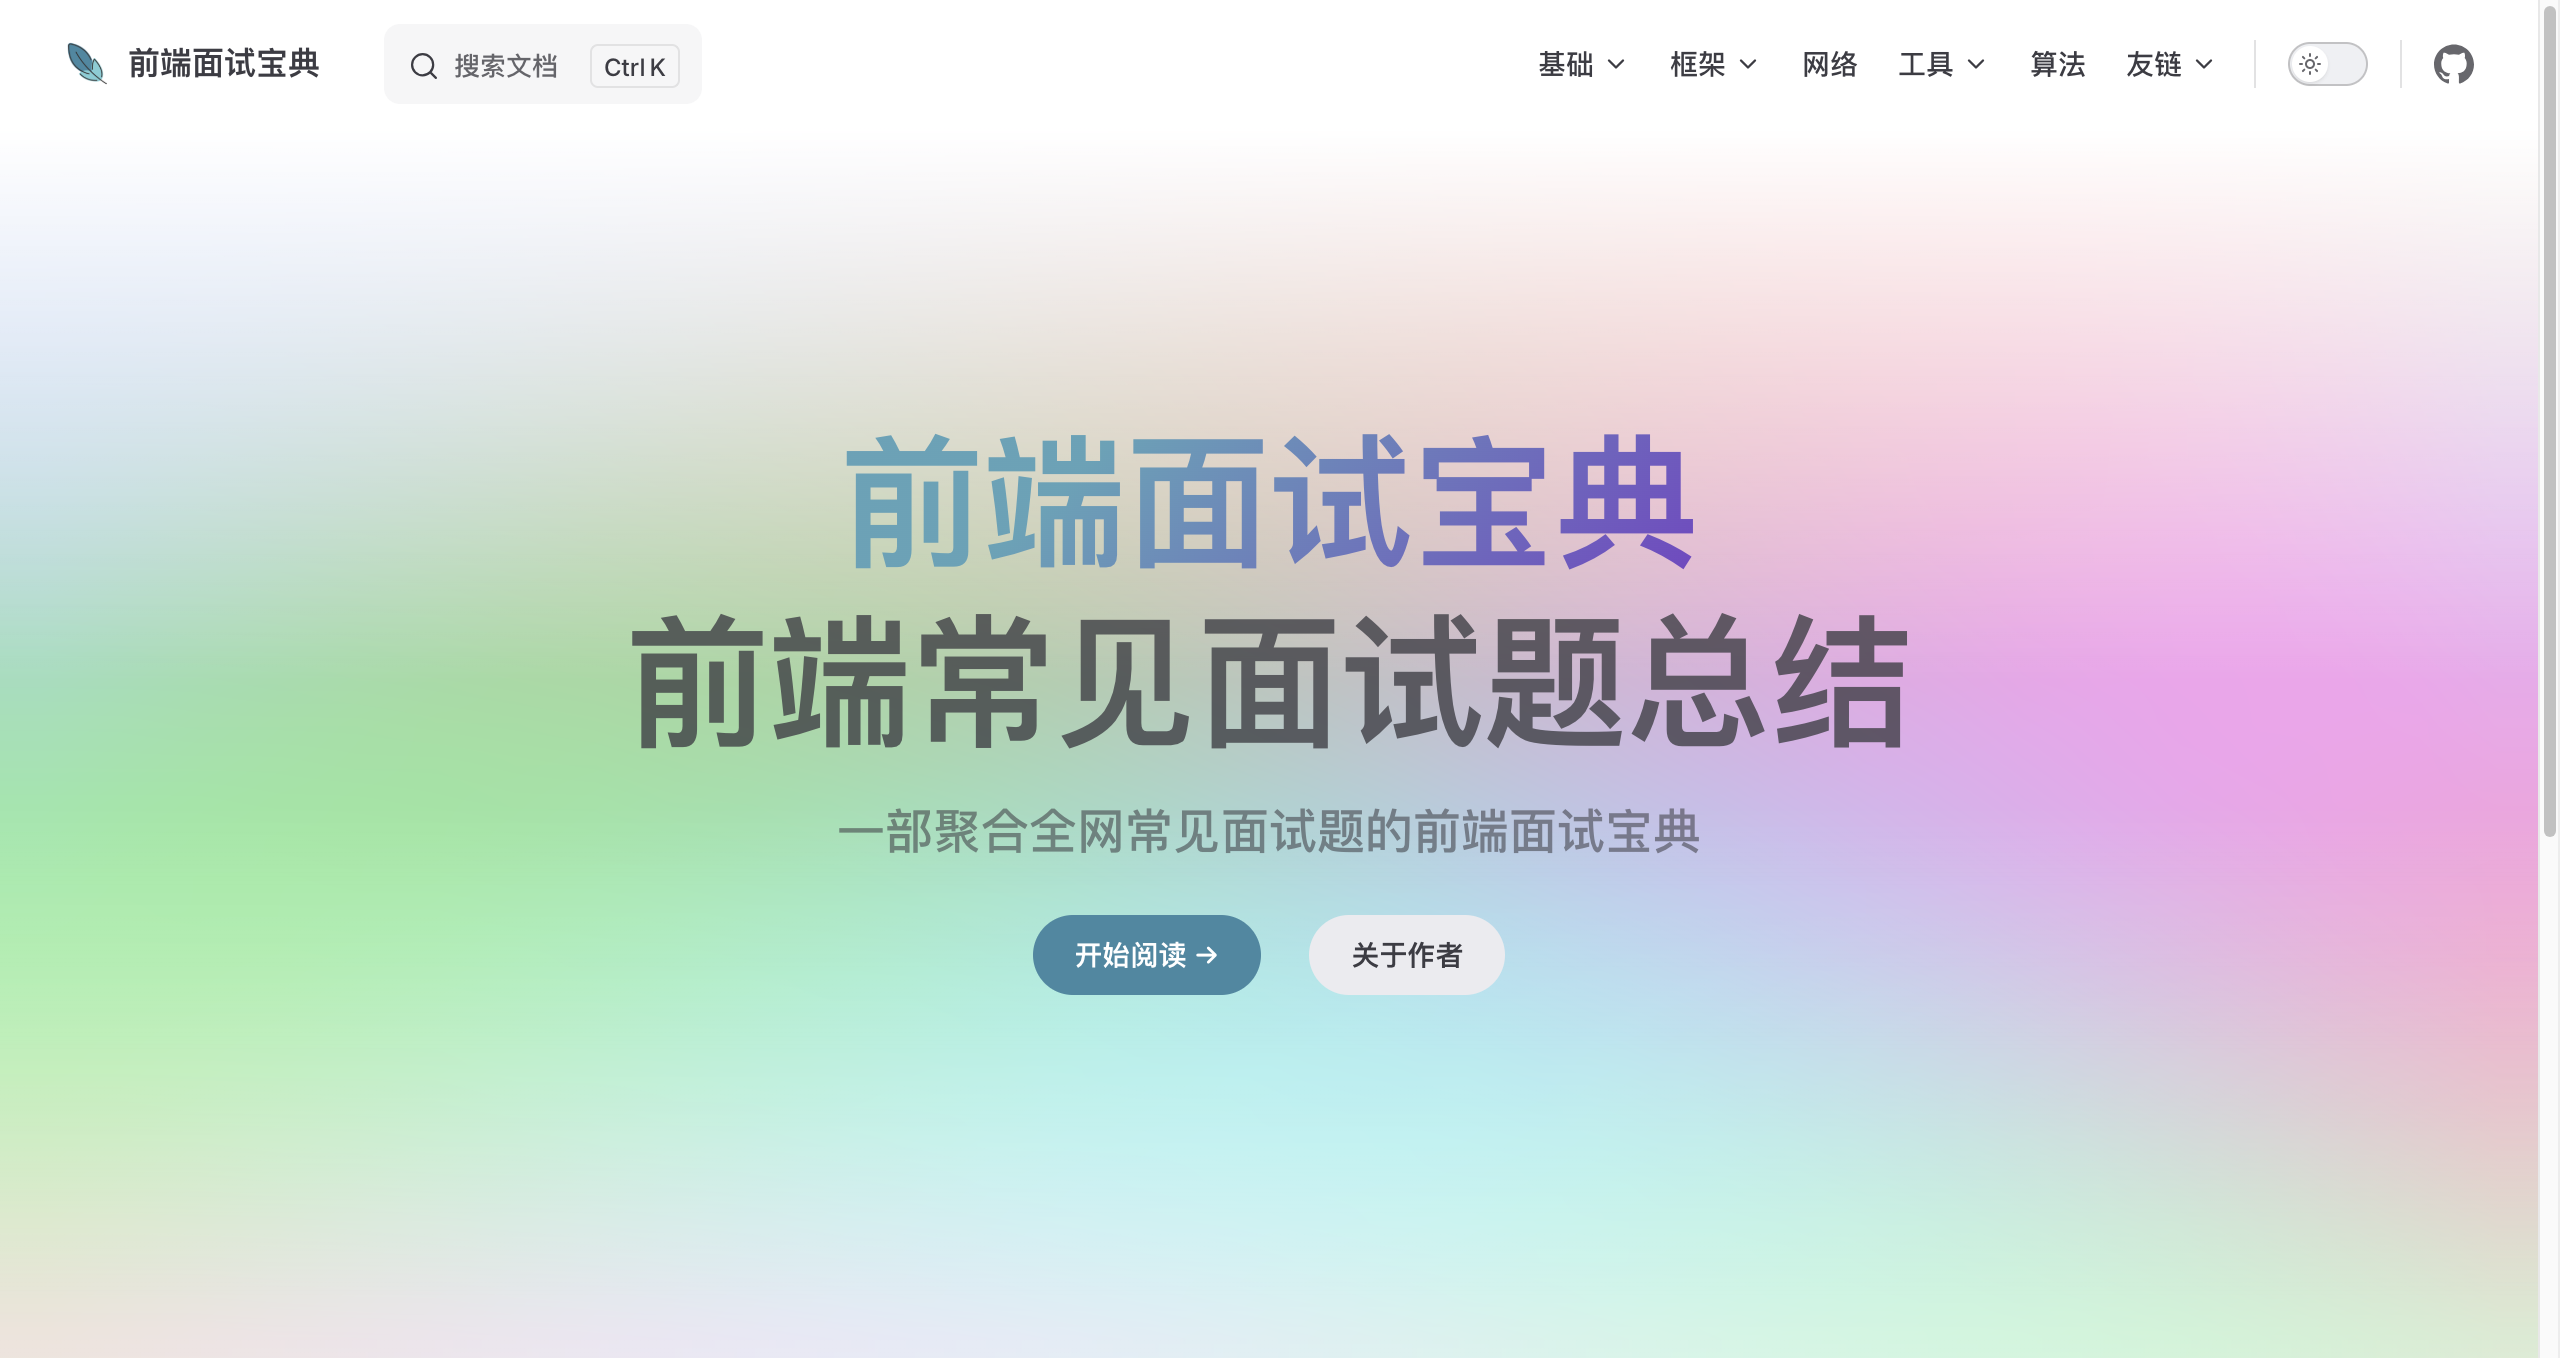 前端面试宝典
搜索文档 Ctrl K
基础 框架 网络 工具 算法 友链
前端面试宝典
前端常见面试题总结
一部聚合全网常见面试题的前端面试宝典
开始阅读 →
关于作者